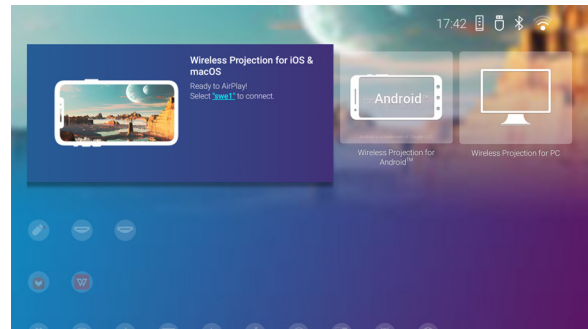 17:42
Wireless Projection for iOS &
macOS
Ready to AirPlay!
Select "swe1" to connect.
Android™
Wireless Projection for
Android™
Wireless Projection for PC
W